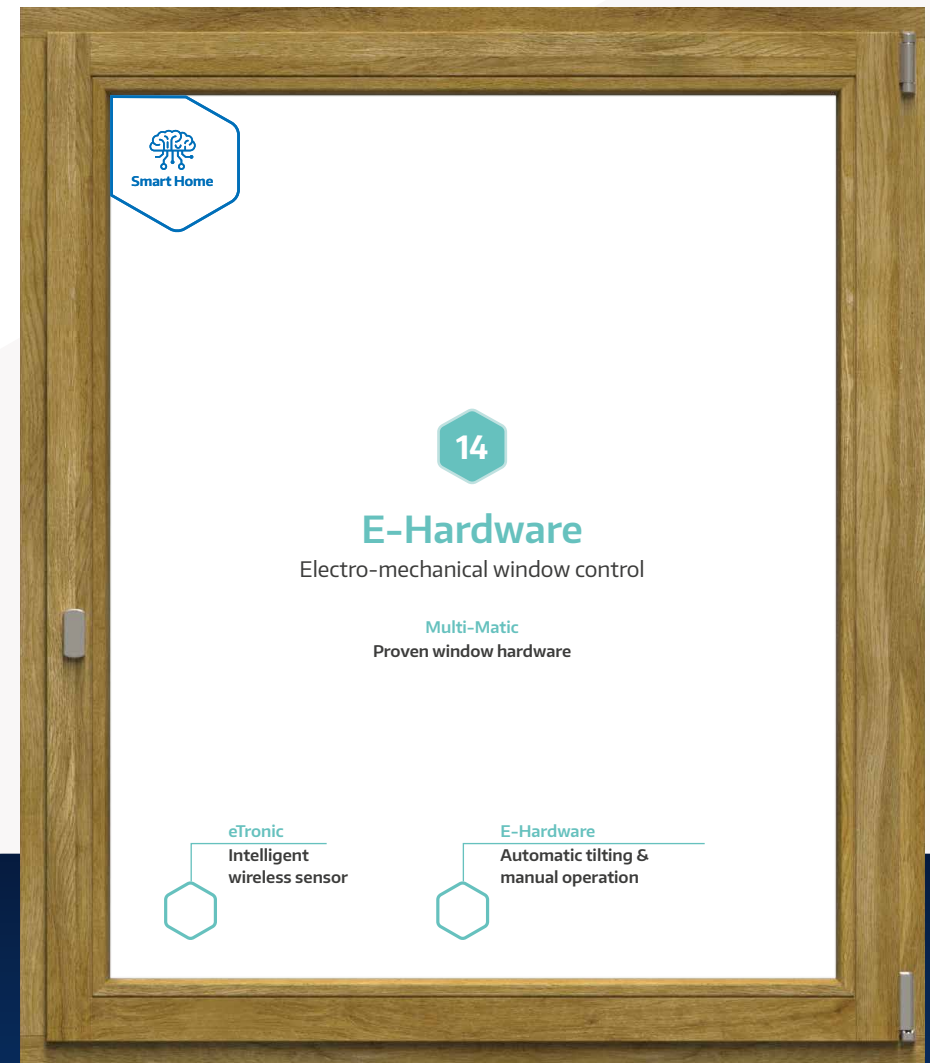 Smart Home
14
E-Hardware
Electro-mechanical window control
Multi-Matic
Proven window hardware
eTronic
Intelligent
wireless sensor
E-Hardware
Automatic tilting &
manual operation